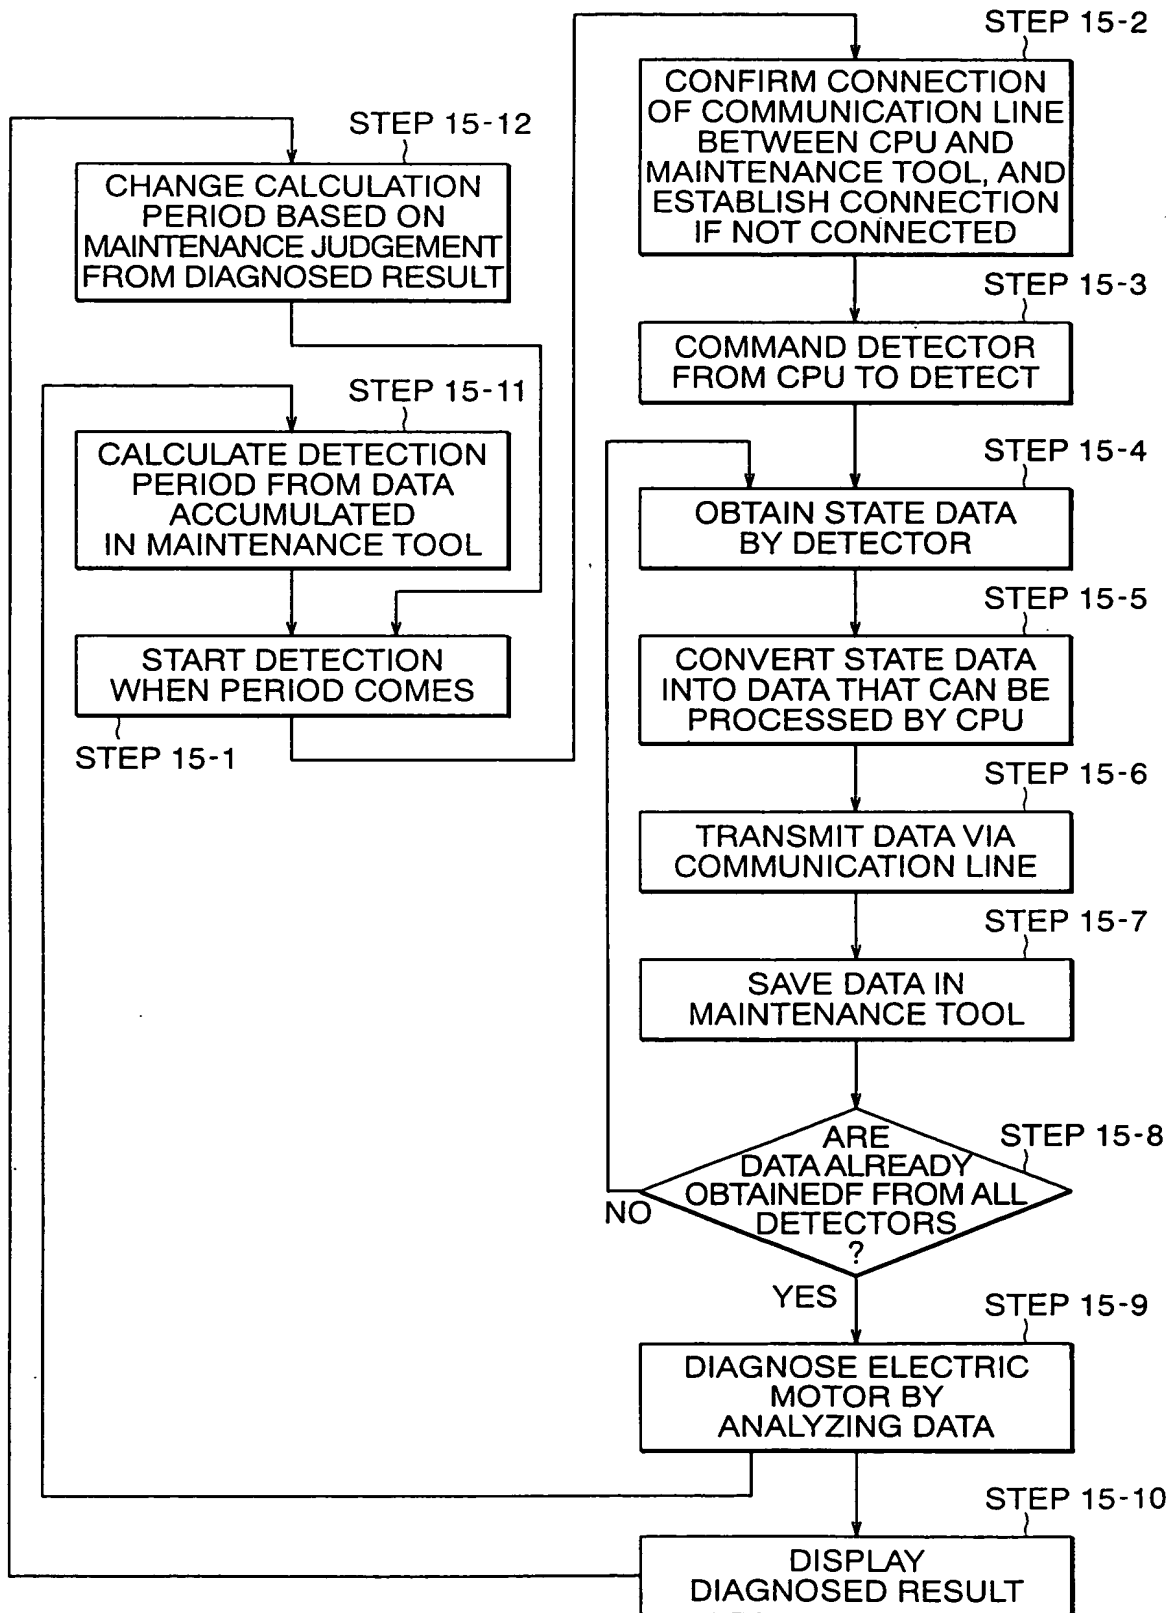 STEP 15-2
CONFIRM CONNECTION
OF COMMUNICATION LINE
BETWEEN CPU AND
MAINTENANCE TOOL, AND
ESTABLISH CONNECTION
IF NOT CONNECTED
STEP 15-12
CHANGE CALCULATION
PERIOD BASED ON
MAINTENANCE JUDGEMENT
FROM DIAGNOSED RESULT
STEP 15-3
COMMAND DETECTOR
FROM CPU TO DETECT
STEP 15-11
CALCULATE DETECTION
PERIOD FROM DATA
ACCUMULATED
IN MAINTENANCE TOOL
STEP 15-4
OBTAIN STATE DATA
BY DETECTOR
START DETECTION
WHEN PERIOD COMES
STEP 15-1
STEP 15-5
CONVERT STATE DATA
INTO DATA THAT CAN BE
PROCESSED BY CPU
STEP 15-6
TRANSMIT DATA VIA
COMMUNICATION LINE
STEP 15-7
SAVE DATA IN
MAINTENANCE TOOL
STEP 15-8
ARE
DATA ALREADY
OBTAINEDF FROM ALL
DETECTORS
?
NO
YES
STEP 15-9
DIAGNOSE ELECTRIC
MOTOR BY
ANALYZING DATA
STEP 15-10
DISPLAY
DIAGNOSED RESULT